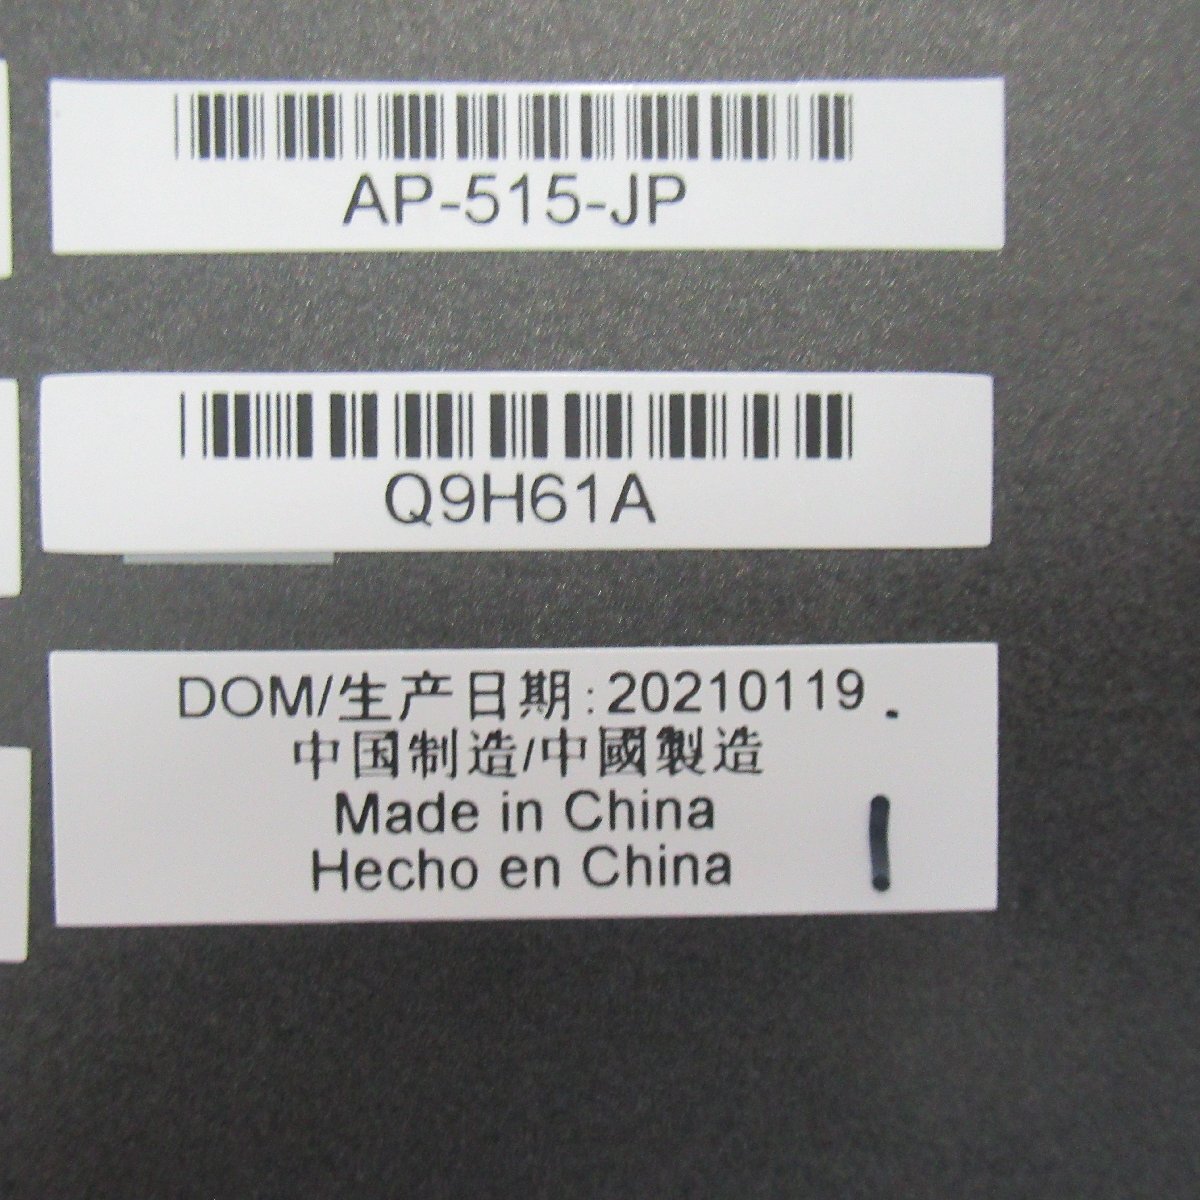 AP-515-JP
Q9H61A
DOM/生产日期:20210119.
中国制造/中國製造
Made in China
Hecho en China